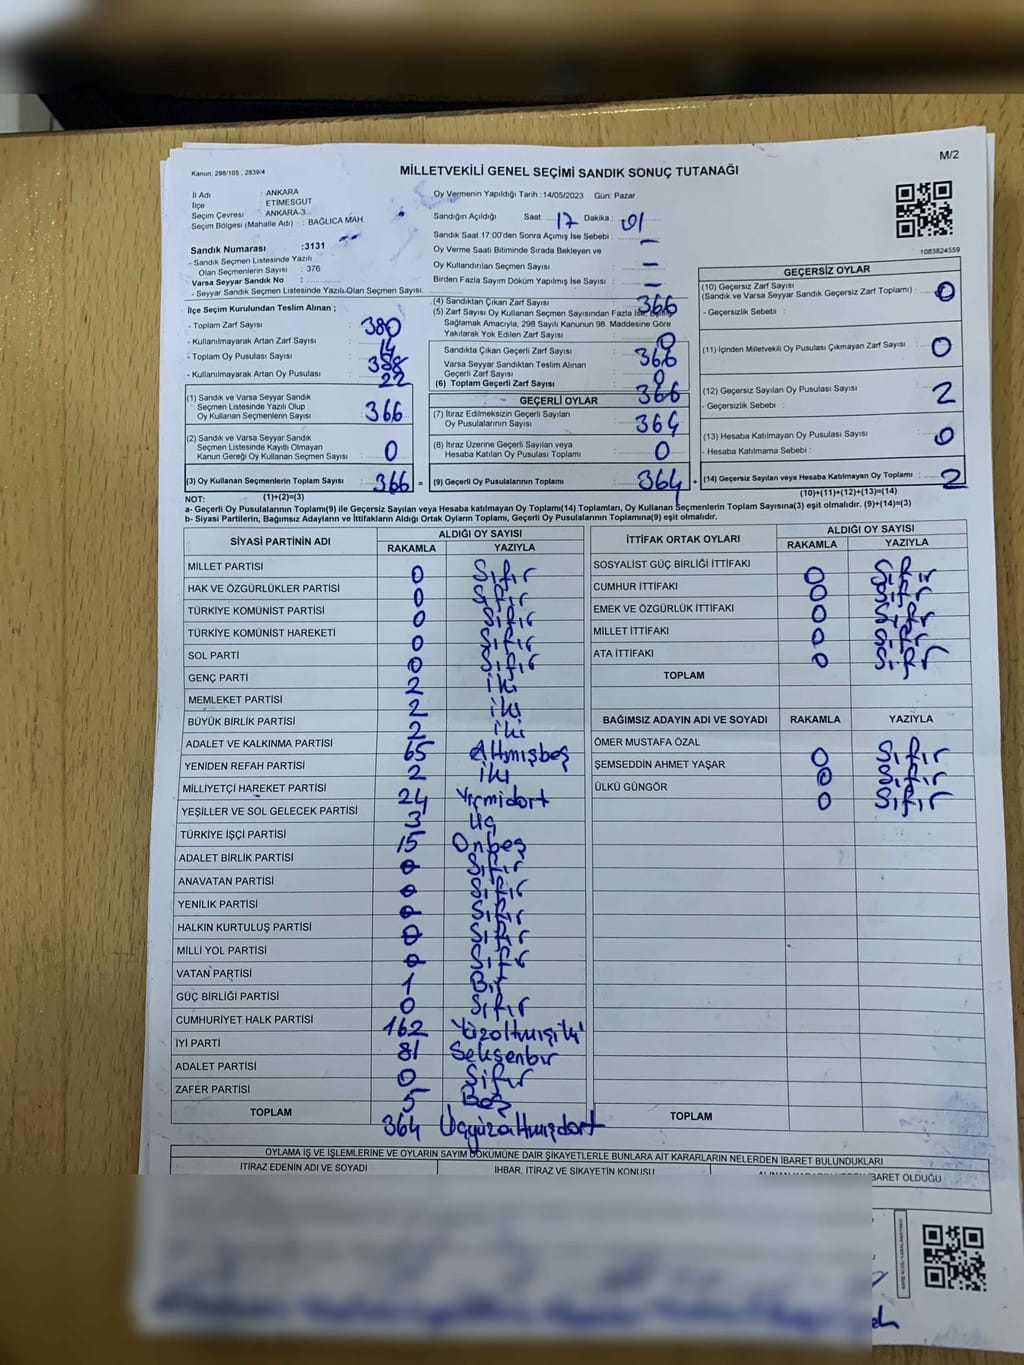 Kanun, 298/105 , 2839/4
MİLLETVEKİLİ GENEL SEÇİMİ SANDIK SONUÇ TUTANAĞI
M/2
İl Adı : ANKARA
İlçe : ETİMESGUT
Seçim Çevresi : ANKARA-3
Seçim Bölgesi (Mahalle Adı) : BAĞLICA MAH.
Sandık Numarası :3131
- Sandık Seçmen Listesinde Yazılı
Olan Seçmenlerin Sayısı : 376
Varsa Seyyar Sandık No :
- Seyyar Sandık Seçmen Listesinde Yazılı Olan Seçmen Sayısı:
Oy Vermenin Yapıldığı Tarih : 14/05/2023 Gün: Pazar
Sandığın Açıldığı Saat 17 Dakika : 01
Sandık Saat 17:00'den Sonra Açımış İse Sebebi : —
Oy Verme Saati Bitiminde Sırada Bekleyen ve
Oy Kullandırılan Seçmen Sayısı —
Birden Fazla Sayım Döküm Yapılmış İse Sayısı : —
1083824559
İlçe Seçim Kurulundan Teslim Alınan ;
- Toplam Zarf Sayısı : 380
- Kullanılmayarak Artan Zarf Sayısı : 14
- Toplam Oy Pusulası Sayısı : 388
- Kullanılmayarak Artan Oy Pusulası : 22
(1) Sandık ve Varsa Seyyar Sandık
Seçmen Listesinde Yazılı Olup
Oy Kullanan Seçmenlerin Sayısı 366
(2) Sandık ve Varsa Seyyar Sandık
Seçmen Listesinde Kayıtlı Olmayan
Kanun Gereği Oy Kullanan Seçmen Sayısı 0
(3) Oy Kullanan Seçmenlerin Toplam Sayısı 366 =
(1)+(2)=(3)
(4) Sandıktan Çıkan Zarf Sayısı : 366
(5) Zarf Sayısı Oy Kullanan Seçmen Sayısından Fazla İse, Eşitliği
Sağlamak Amacıyla, 298 Sayılı Kanunun 98. Maddesine Göre
Yakılarak Yok Edilen Zarf Sayısı : 0
Sandıkta Çıkan Geçerli Zarf Sayısı : 366
Varsa Seyyar Sandıktan Teslim Alınan
Geçerli Zarf Sayısı : 0
(6) Toplam Geçerli Zarf Sayısı : 366
GEÇERLİ OYLAR
(7) İtiraz Edilmeksizin Geçerli Sayılan
Oy Pusulalarının Sayısı 364
(8) İtiraz Üzerine Geçerli Sayılan veya
Hesaba Katılan Oy Pusulası Toplamı 0
(9) Geçerli Oy Pusulalarının Toplamı 364 +
GEÇERSİZ OYLAR
(10) Geçersiz Zarf Sayısı
(Sandık ve Varsa Seyyar Sandık Geçersiz Zarf Toplamı) : 0
- Geçersizlik Sebebi :
(11) İçinden Milletvekili Oy Pusulası Çıkmayan Zarf Sayısı : 0
(12) Geçersiz Sayılan Oy Pusulası Sayısı : 2
- Geçersizlik Sebebi :
(13) Hesaba Katılmayan Oy Pusulası Sayısı : 0
- Hesaba Katılmama Sebebi :
(14) Geçersiz Sayılan veya Hesaba Katılmayan Oy Toplamı : 2
(10)+(11)+(12)+(13)=(14)
NOT:
a- Geçerli Oy Pusulalarının Toplamı(9) ile Geçersiz Sayılan veya Hesaba Katılmayan Oy Toplamı(14) Toplamları, Oy Kullanan Seçmenlerin Toplam Sayısına(3) eşit olmalıdır. (9)+(14)=(3)
b- Siyasi Partilerin, Bağımsız Adayların ve İttifakların Aldığı Ortak Oyların Toplamı, Geçerli Oy Pusulalarının Toplamına(9) eşit olmalıdır.
SİYASİ PARTİNİN ADI ALDIĞI OY SAYISI
RAKAMLA YAZIYLA
MİLLET PARTİSİ 0 Sıfır
HAK VE ÖZGÜRLÜKLER PARTİSİ 0 Sıfır
TÜRKİYE KOMÜNİST PARTİSİ 0 Sıfır
TÜRKİYE KOMÜNİST HAREKETİ 0 Sıfır
SOL PARTİ 0 Sıfır
GENÇ PARTİ 2 iki
MEMLEKET PARTİSİ 2 iki
BÜYÜK BİRLİK PARTİSİ 2 iki
ADALET VE KALKINMA PARTİSİ 65 Altmışbeş
YENİDEN REFAH PARTİSİ 2 iki
MİLLİYETÇİ HAREKET PARTİSİ 24 Yirmidört
YEŞİLLER VE SOL GELECEK PARTİSİ 3 Üç
TÜRKİYE İŞÇİ PARTİSİ 15 Onbeş
ADALET BİRLİK PARTİSİ 0 Sıfır
ANAVATAN PARTİSİ 0 Sıfır
YENİLİK PARTİSİ 0 Sıfır
HALKIN KURTULUŞ PARTİSİ 0 Sıfır
MİLLİ YOL PARTİSİ 0 Sıfır
VATAN PARTİSİ 1 Bir
GÜÇ BİRLİĞİ PARTİSİ 0 Sıfır
CUMHURİYET HALK PARTİSİ 162 Yüzaltmışiki
İYİ PARTİ 81 Seksenbir
ADALET PARTİSİ 0 Sıfır
ZAFER PARTİSİ 5 Beş
TOPLAM 364 Üçyüzaltmışdört
İTTİFAK ORTAK OYLARI ALDIĞI OY SAYISI
RAKAMLA YAZIYLA
SOSYALİST GÜÇ BİRLİĞİ İTTİFAKI 0 Sıfır
CUMHUR İTTİFAKI 0 Sıfır
EMEK VE ÖZGÜRLÜK İTTİFAKI 0 Sıfır
MİLLET İTTİFAKI 0 Sıfır
ATA İTTİFAKI 0 Sıfır
TOPLAM
BAĞIMSIZ ADAYIN ADI VE SOYADI RAKAMLA YAZIYLA
ÖMER MUSTAFA ÖZAL 0 Sıfır
ŞEMSEDDİN AHMET YAŞAR 0 Sıfır
ÜLKÜ GÜNGÖR 0 Sıfır
TOPLAM
OYLAMA İŞ VE İŞLEMLERİNE VE OYLARIN SAYIM DÖKÜMÜNE DAİR ŞİKAYETLERLE BUNLARA AİT KARARLARIN NELERDEN İBARET BULUNDUKLARI
İTİRAZ EDENİN ADI VE SOYADI İHBAR, İTİRAZ VE ŞİKAYETİN KONUSU İBARET OLDUĞU